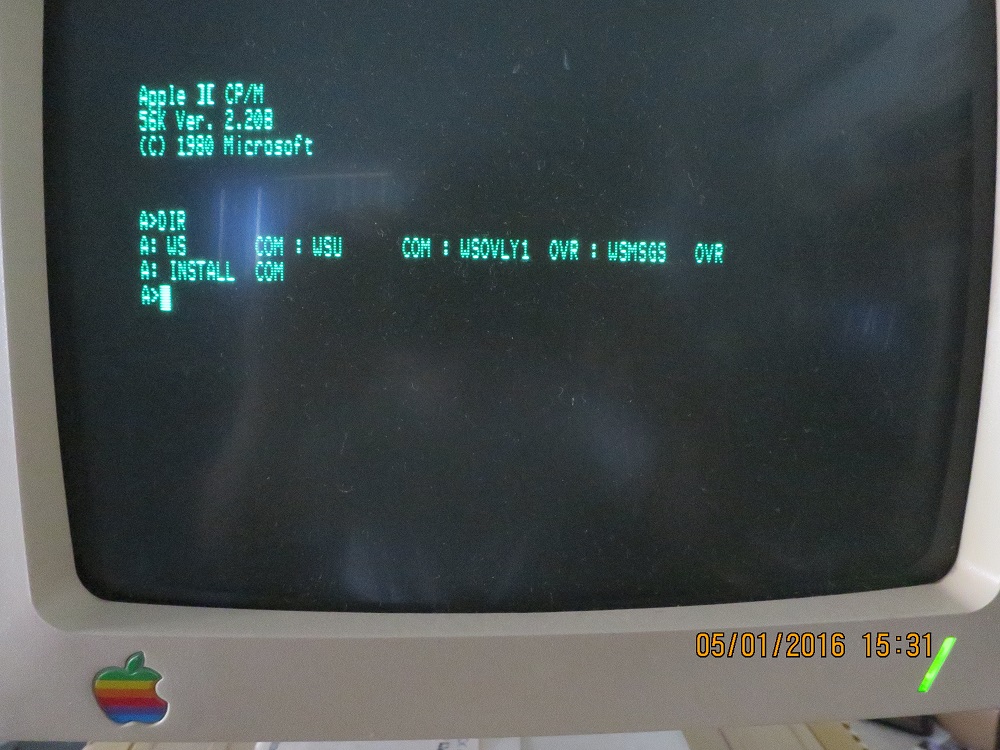 Apple ][ CP/M
56K Ver. 2.20B
(C) 1980 Microsoft
A>DIR
A: WS       COM : WSU      COM : WSOVLY1  OVR : WSMSGS   OVR
A: INSTALL  COM
A>
05/01/2016 15:31